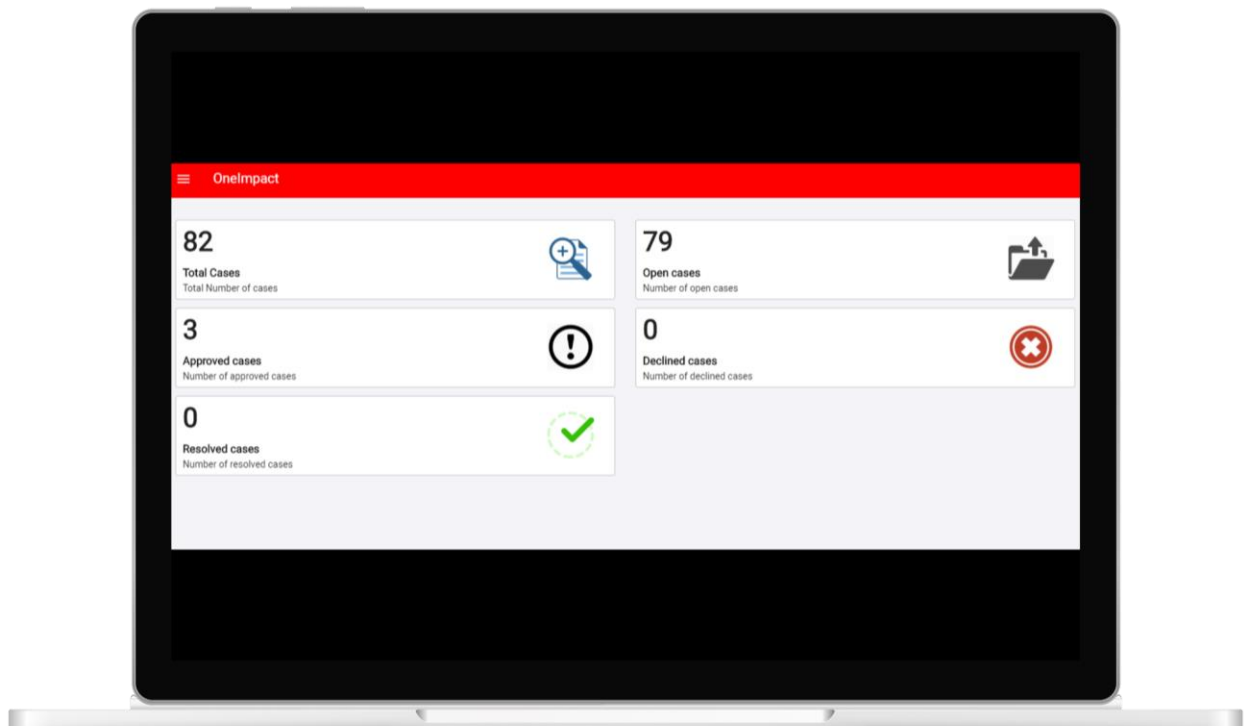 OneImpact
82
Total Cases
Total Number of cases
79
Open cases
Number of open cases
3
Approved cases
Number of approved cases
0
Declined cases
Number of declined cases
0
Resolved cases
Number of resolved cases